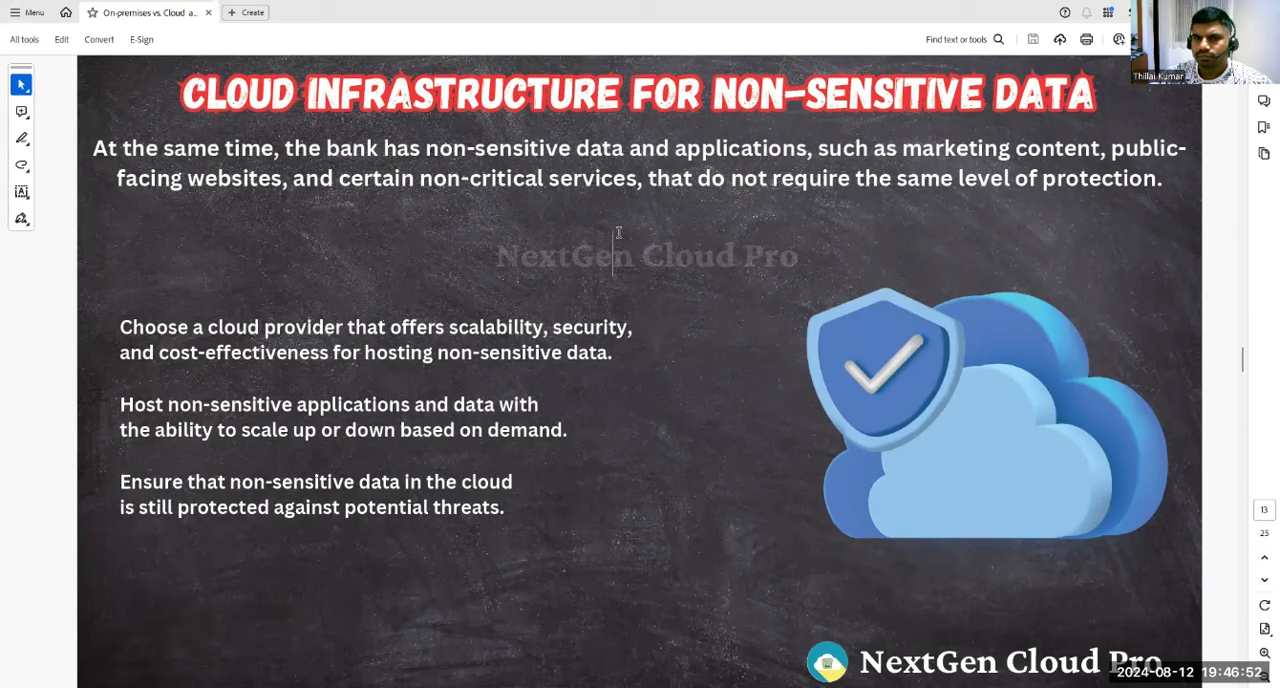 Menu
On-premises vs. Cloud a...
Create
All tools
Edit
Convert
E-Sign
Find text or tools
Thillai Kumar
CLOUD INFRASTRUCTURE FOR NON-SENSITIVE DATA
At the same time, the bank has non-sensitive data and applications, such as marketing content, public-
facing websites, and certain non-critical services, that do not require the same level of protection.
NextGen Cloud Pro
Choose a cloud provider that offers scalability, security,
and cost-effectiveness for hosting non-sensitive data.
Host non-sensitive applications and data with
the ability to scale up or down based on demand.
Ensure that non-sensitive data in the cloud
is still protected against potential threats.
13
25
NextGen Cloud Pro
2024-08-12 19:46:52